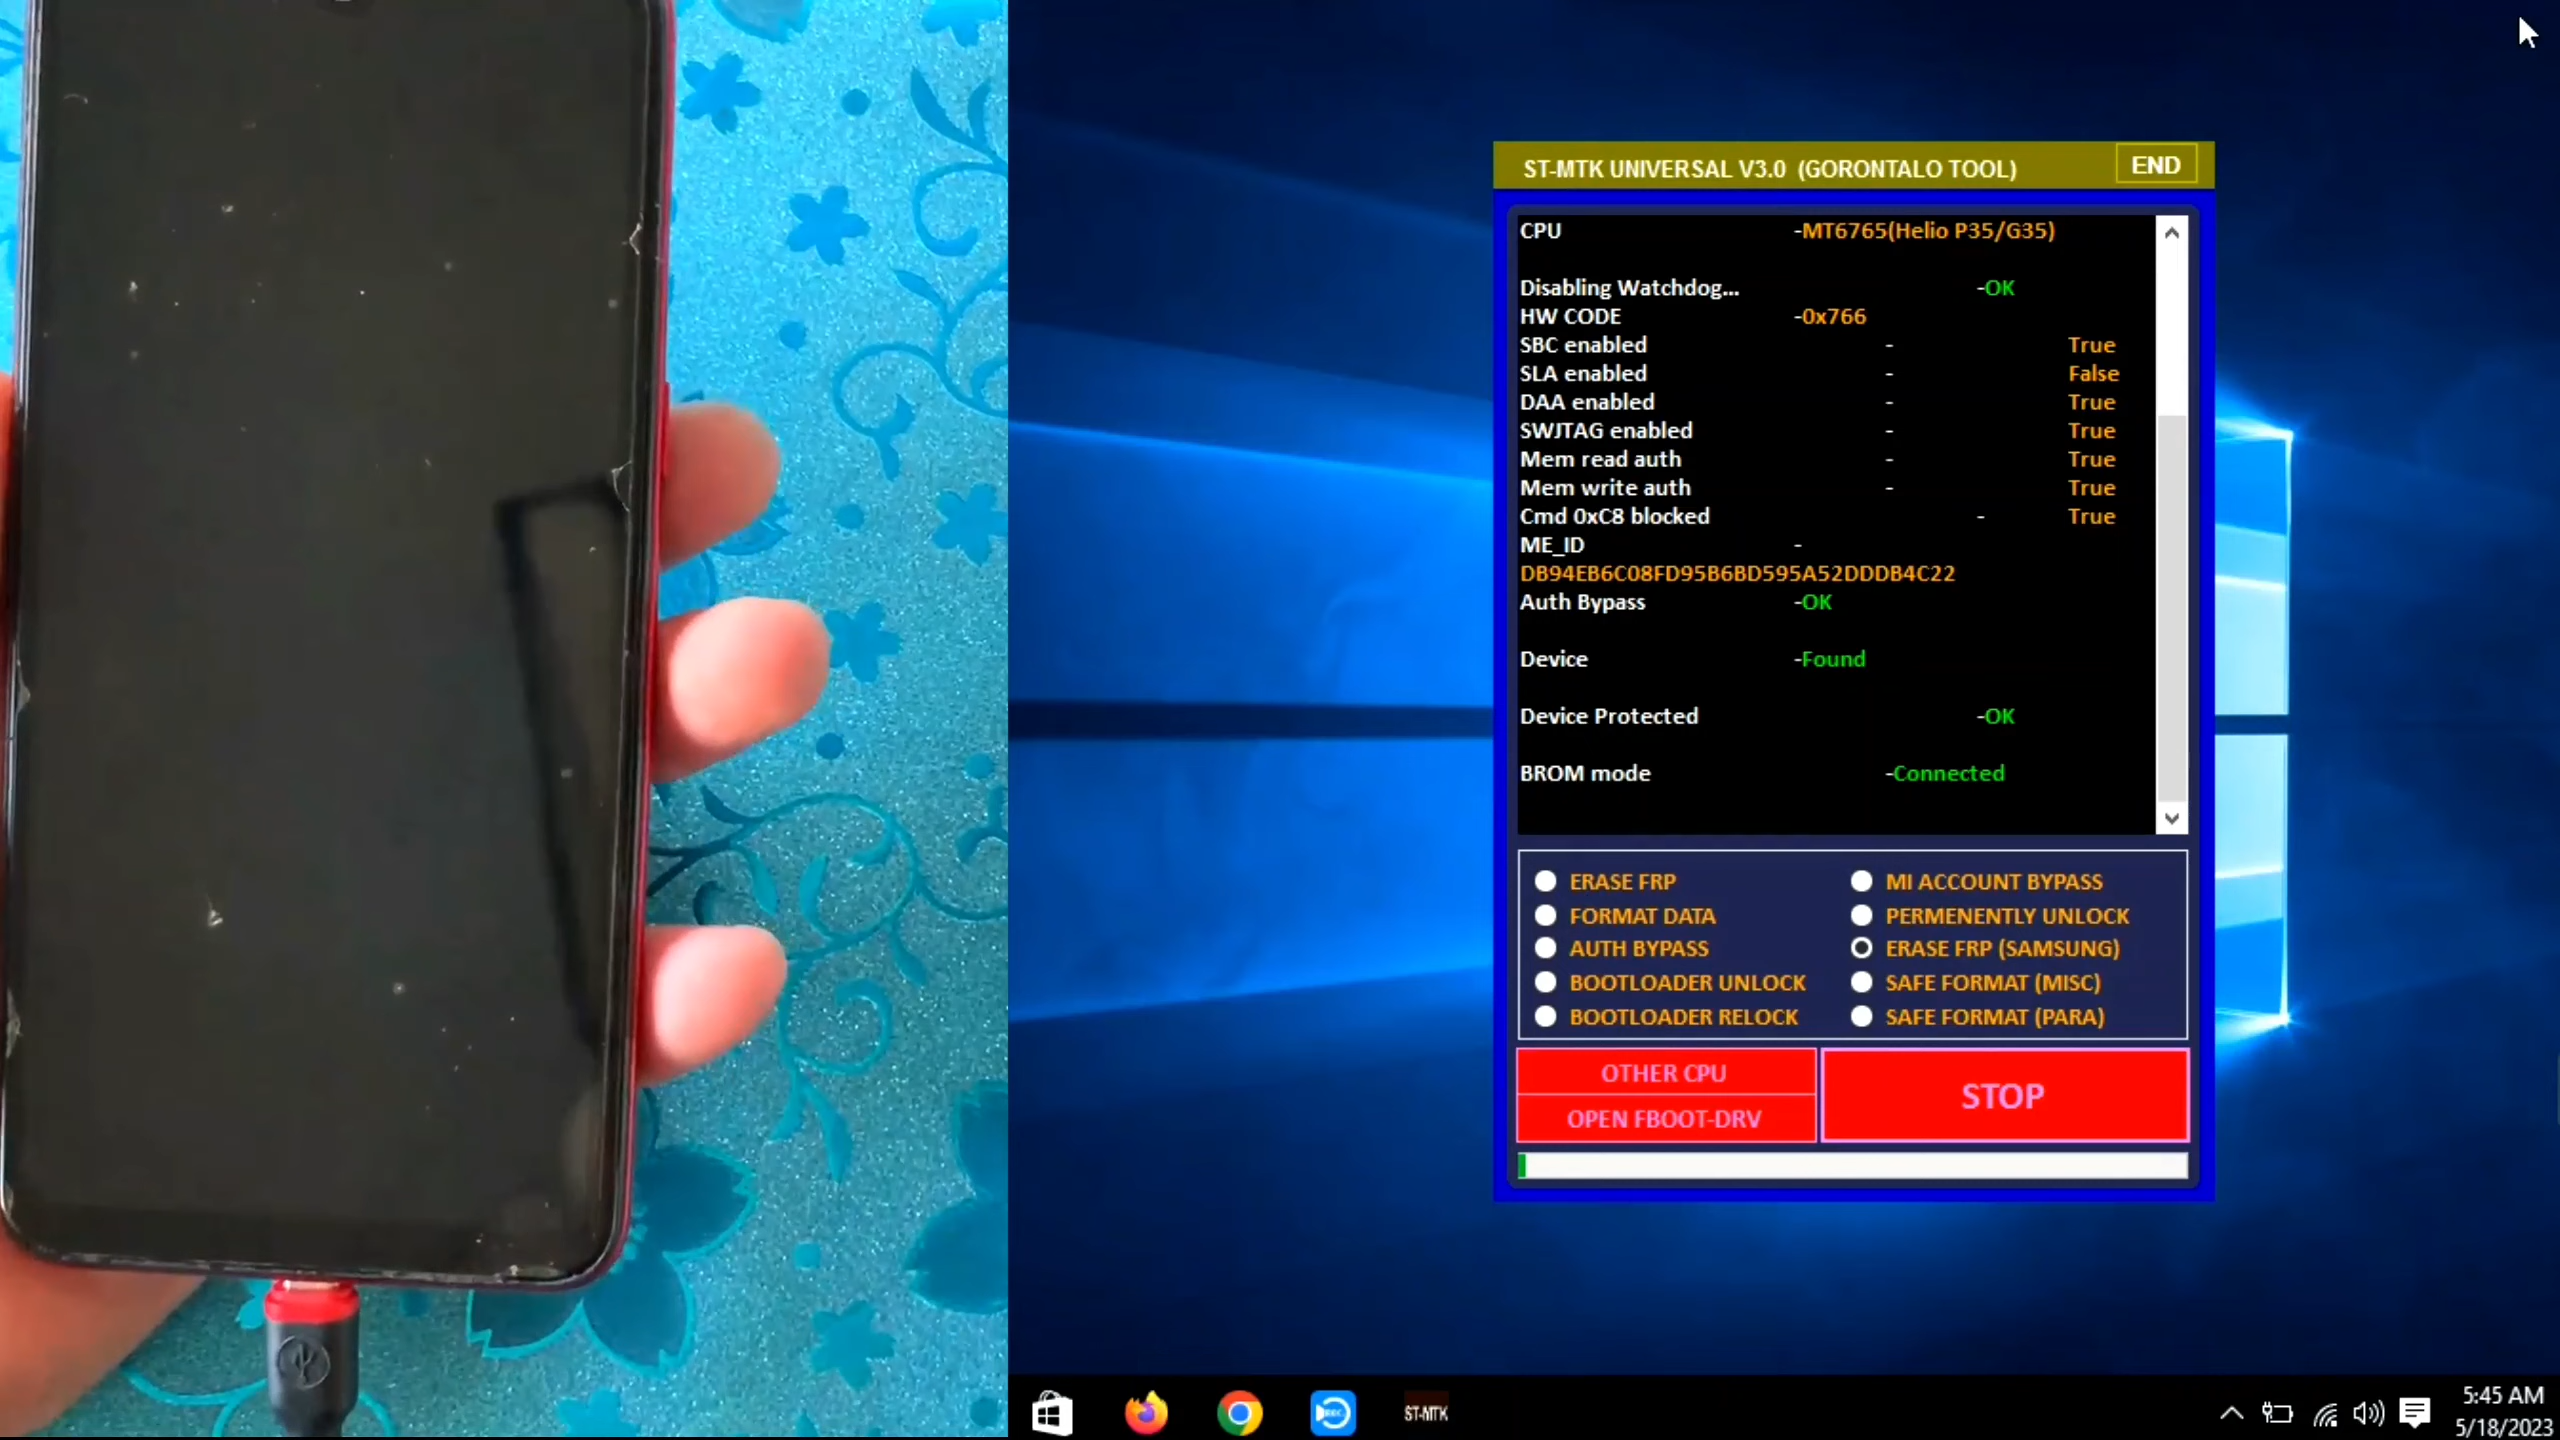 ST-MTK UNIVERSAL V3.0 (GORONTALO TOOL)
END
CPU -MT6765(Helio P35/G35)
Disabling Watchdog... -OK
HW CODE -0x766
SBC enabled - True
SLA enabled - False
DAA enabled - True
SWJTAG enabled - True
Mem read auth - True
Mem write auth - True
Cmd 0xC8 blocked - True
ME_ID -
DB94EB6C08FD95B6BD595A52DDDB4C22
Auth Bypass -OK
Device -Found
Device Protected -OK
BROM mode -Connected
ERASE FRP
FORMAT DATA
AUTH BYPASS
BOOTLOADER UNLOCK
BOOTLOADER RELOCK
MI ACCOUNT BYPASS
PERMENENTLY UNLOCK
ERASE FRP (SAMSUNG)
SAFE FORMAT (MISC)
SAFE FORMAT (PARA)
OTHER CPU
OPEN FBOOT-DRV
STOP
ST-MTK
5:45 AM
5/18/2023